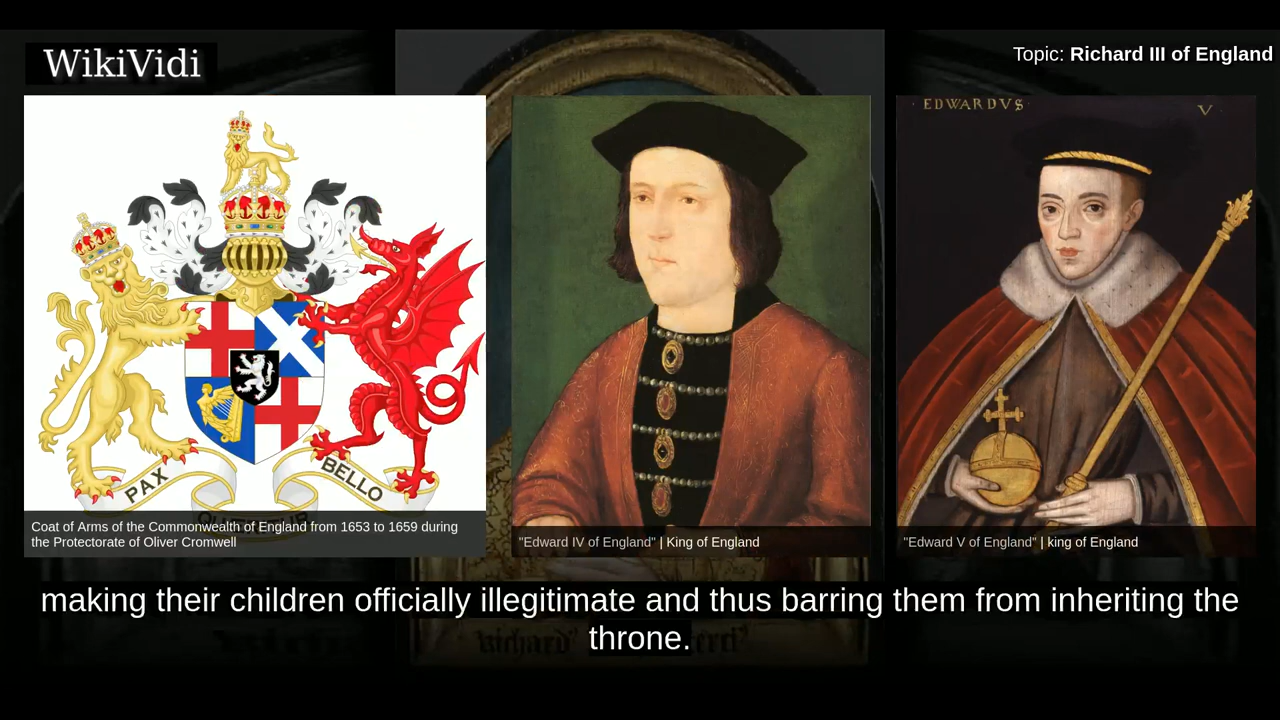 WikiVidi
Topic: Richard III of England
EDWARDVS V
PAX
BELLO
Coat of Arms of the Commonwealth of England from 1653 to 1659 during
the Protectorate of Oliver Cromwell
"Edward IV of England" | King of England
"Edward V of England" | king of England
making their children officially illegitimate and thus barring them from inheriting the
throne.